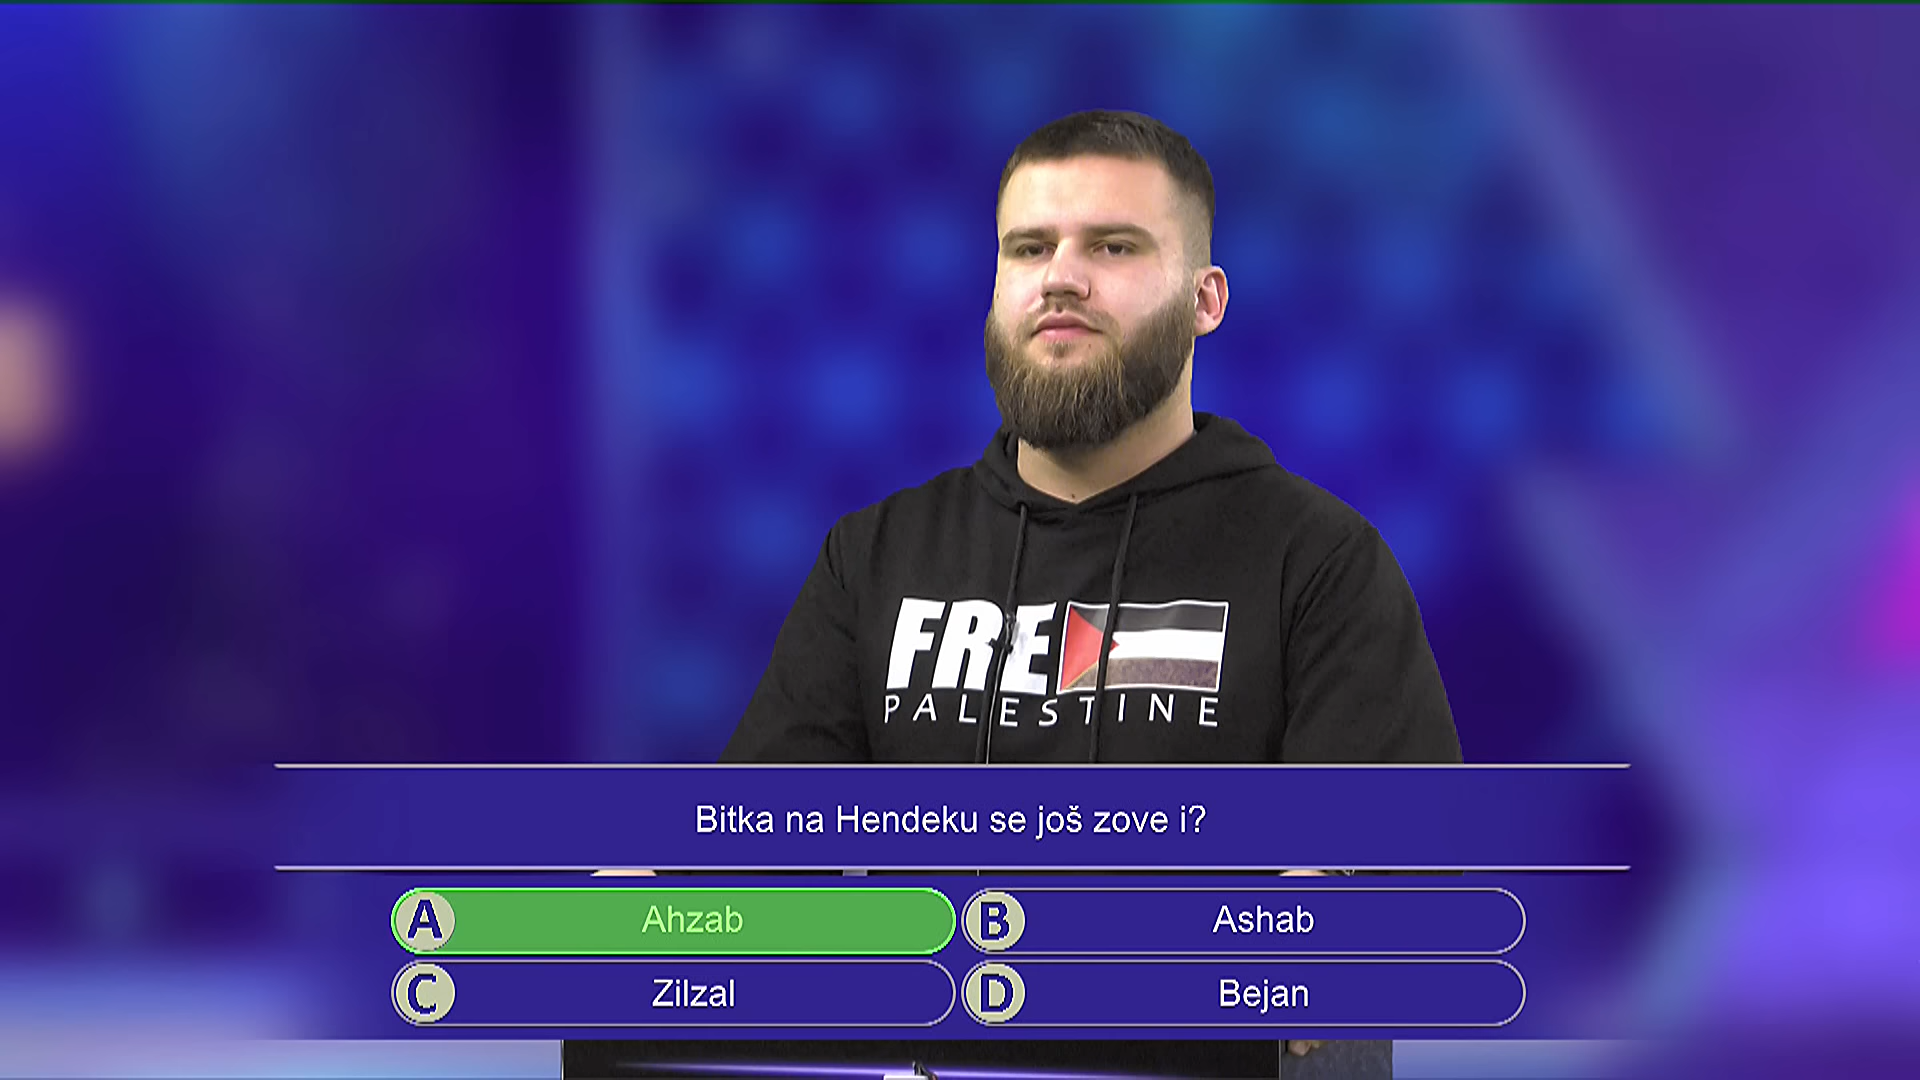 FREE
PALESTINE
Bitka na Hendeku se još zove i?
A Ahzab
B Ashab
C Zilzal
D Bejan